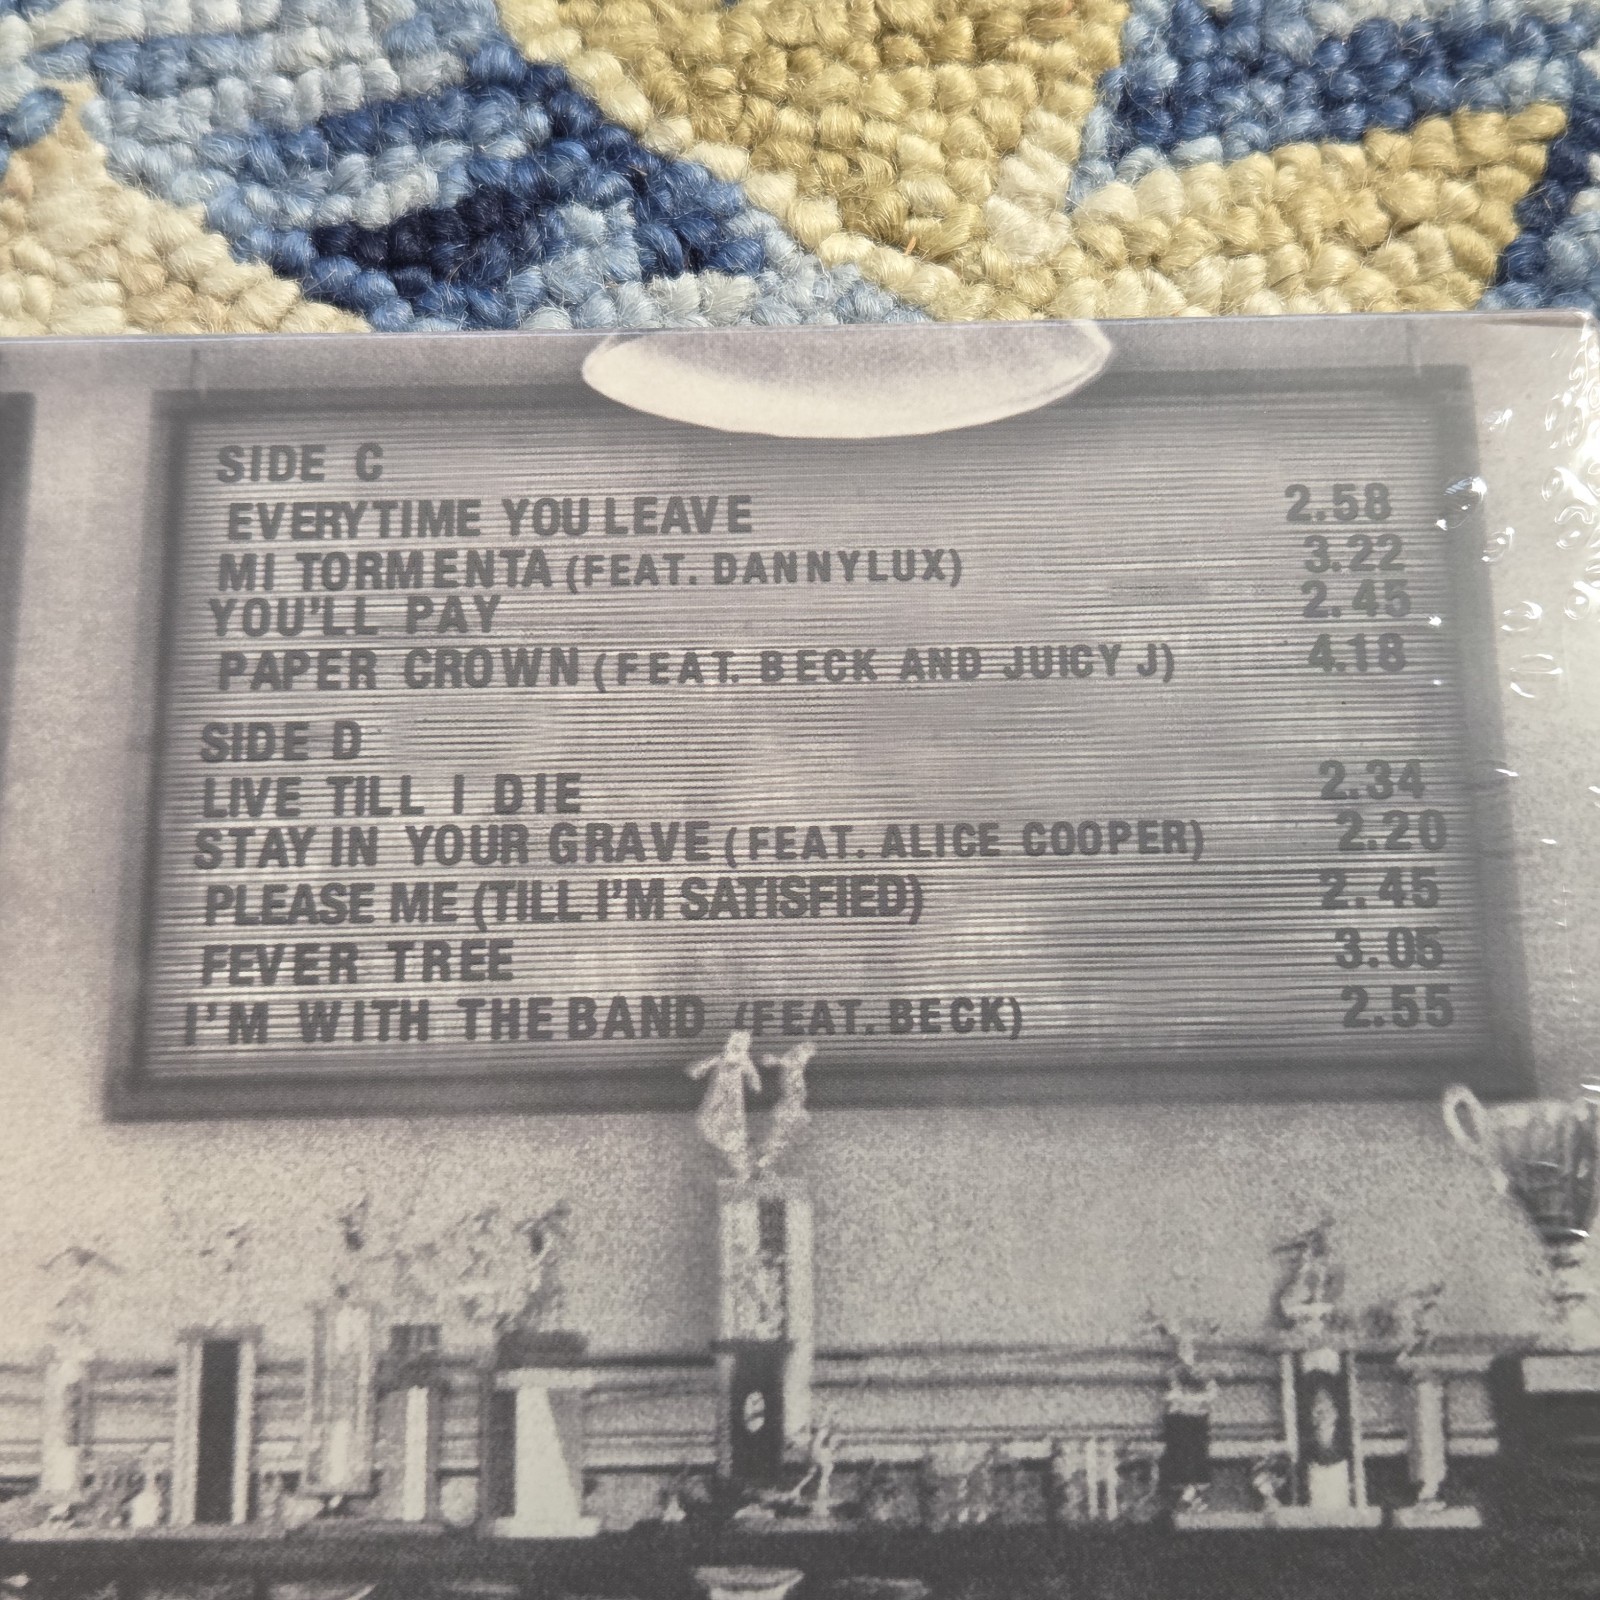 SIDE C
EVERYTIME YOU LEAVE 2.58
MI TORMENTA (FEAT. DANNYLUX) 3.22
YOU'LL PAY 2.45
PAPER CROWN (FEAT. BECK AND JUICY J) 4.18
SIDE D
LIVE TILL I DIE 2.34
STAY IN YOUR GRAVE (FEAT. ALICE COOPER) 2.20
PLEASE ME (TILL I'M SATISFIED) 2.45
FEVER TREE 3.05
I'M WITH THE BAND (FEAT. BECK) 2.55